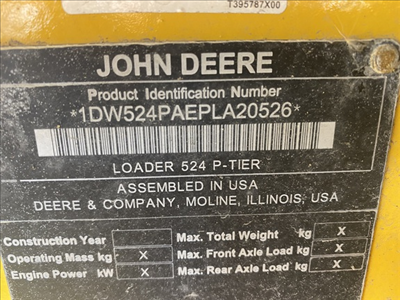 T395787X00
JOHN DEERE
Product Identification Number
*1DW524PAEPLA20526*
LOADER 524 P-TIER
ASSEMBLED IN USA
DEERE & COMPANY, MOLINE, ILLINOIS, USA
Construction Year Max. Total Weight kg X
Operating Mass kg X Max. Front Axle Load kg X
Engine Power kW X Max. Rear Axle Load kg X